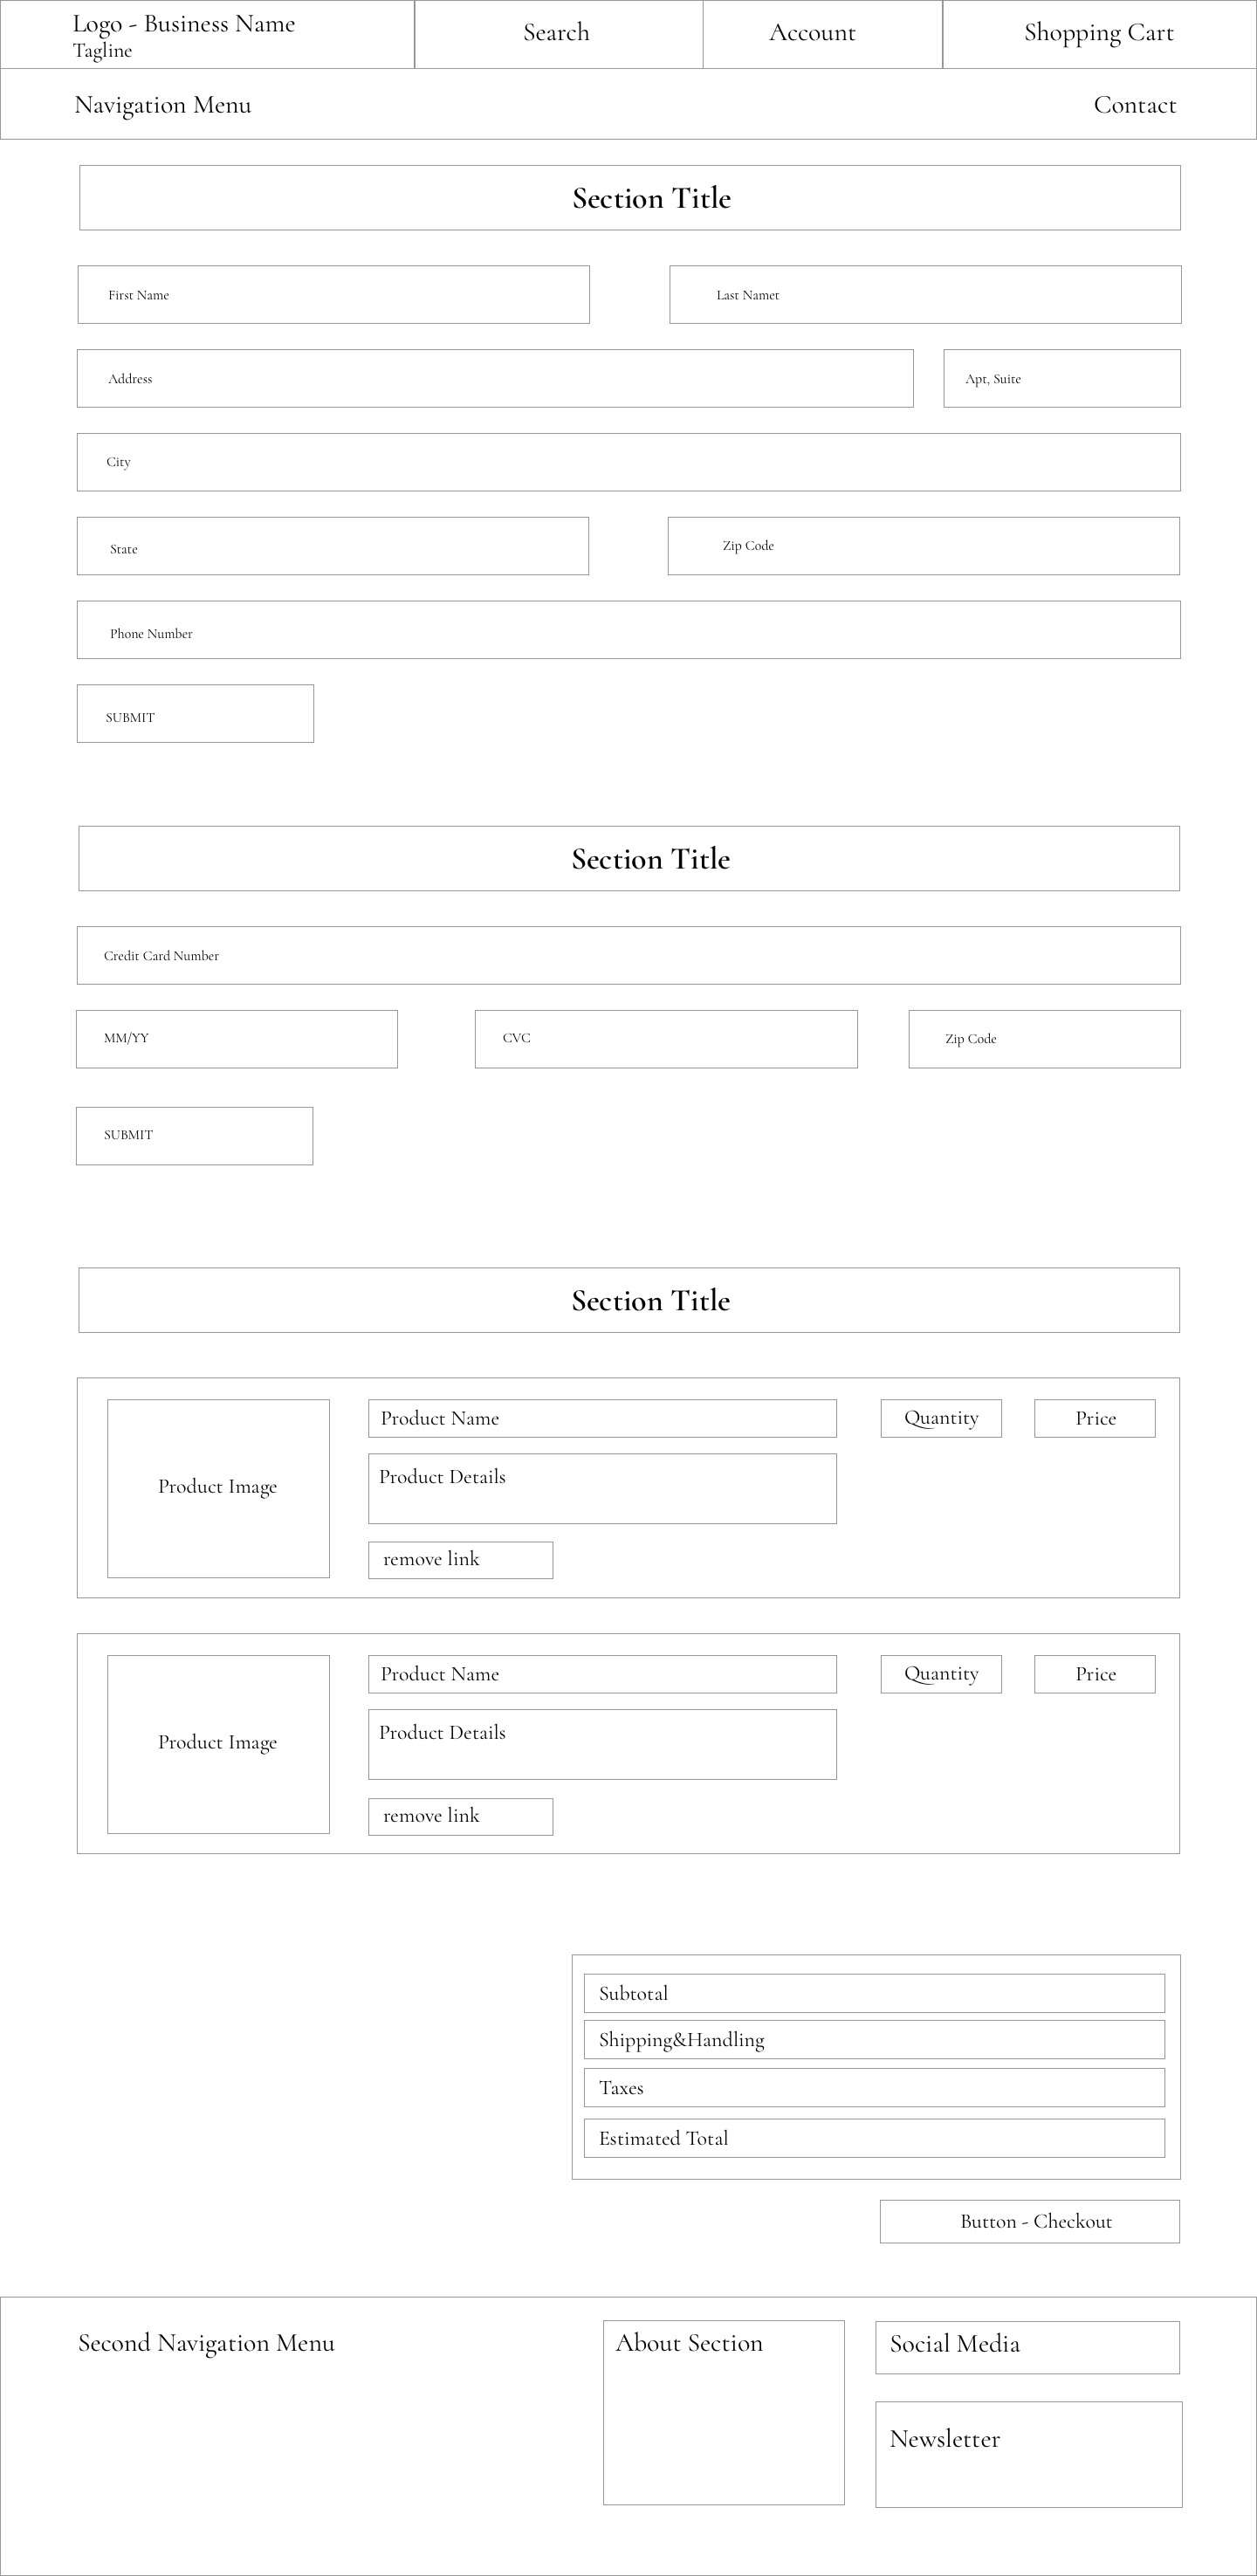 Logo - Business Name
Tagline
Search
Account
Shopping Cart
Navigation Menu
Contact
Section Title
First Name
Last Namet
Address
Apt, Suite
City
State
Zip Code
Phone Number
SUBMIT
Section Title
Credit Card Number
MM/YY
CVC
Zip Code
SUBMIT
Section Title
Product Image
Product Name
Product Details
remove link
Quantity
Price
Product Image
Product Name
Product Details
remove link
Quantity
Price
Subtotal
Shipping&Handling
Taxes
Estimated Total
Button - Checkout
Second Navigation Menu
About Section
Social Media
Newsletter